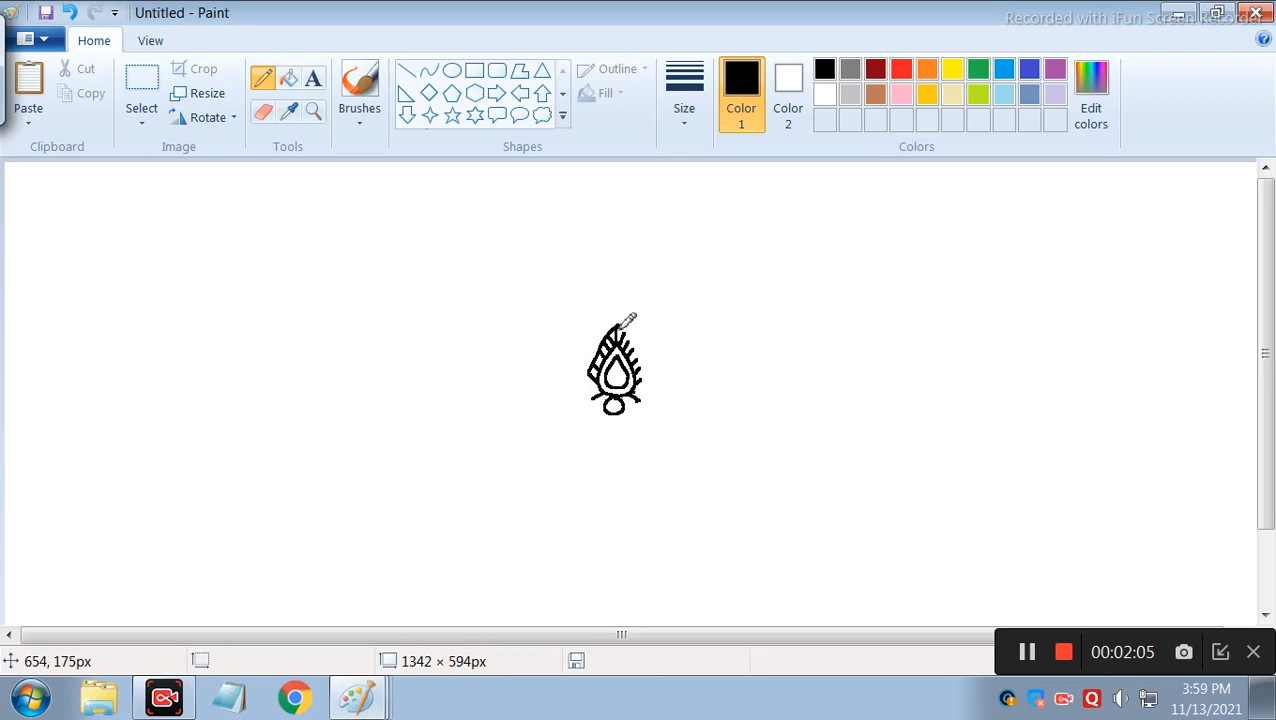 Untitled - Paint
Recorded with iFun Screen Recorder
Home
View
Paste
Cut
Copy
Clipboard
Select
Crop
Resize
Rotate
Image
A
Tools
Brushes
Outline
Fill
Shapes
Size
Color
1
Color
2
Edit
colors
Colors
654, 175px
1342 × 594px
00:02:05
3:59 PM
11/13/2021